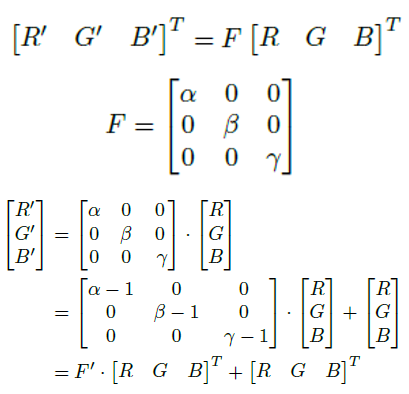 [R′ G′ B′]^T = F [R G B]^T
F = [α 0 0
0 β 0
0 0 γ]
[R′ G′ B′] = [α 0 0; 0 β 0; 0 0 γ] · [R G B]
= [α − 1 0 0; 0 β − 1 0; 0 0 γ − 1] · [R G B] + [R G B]
= F′ · [R G B]^T + [R G B]^T